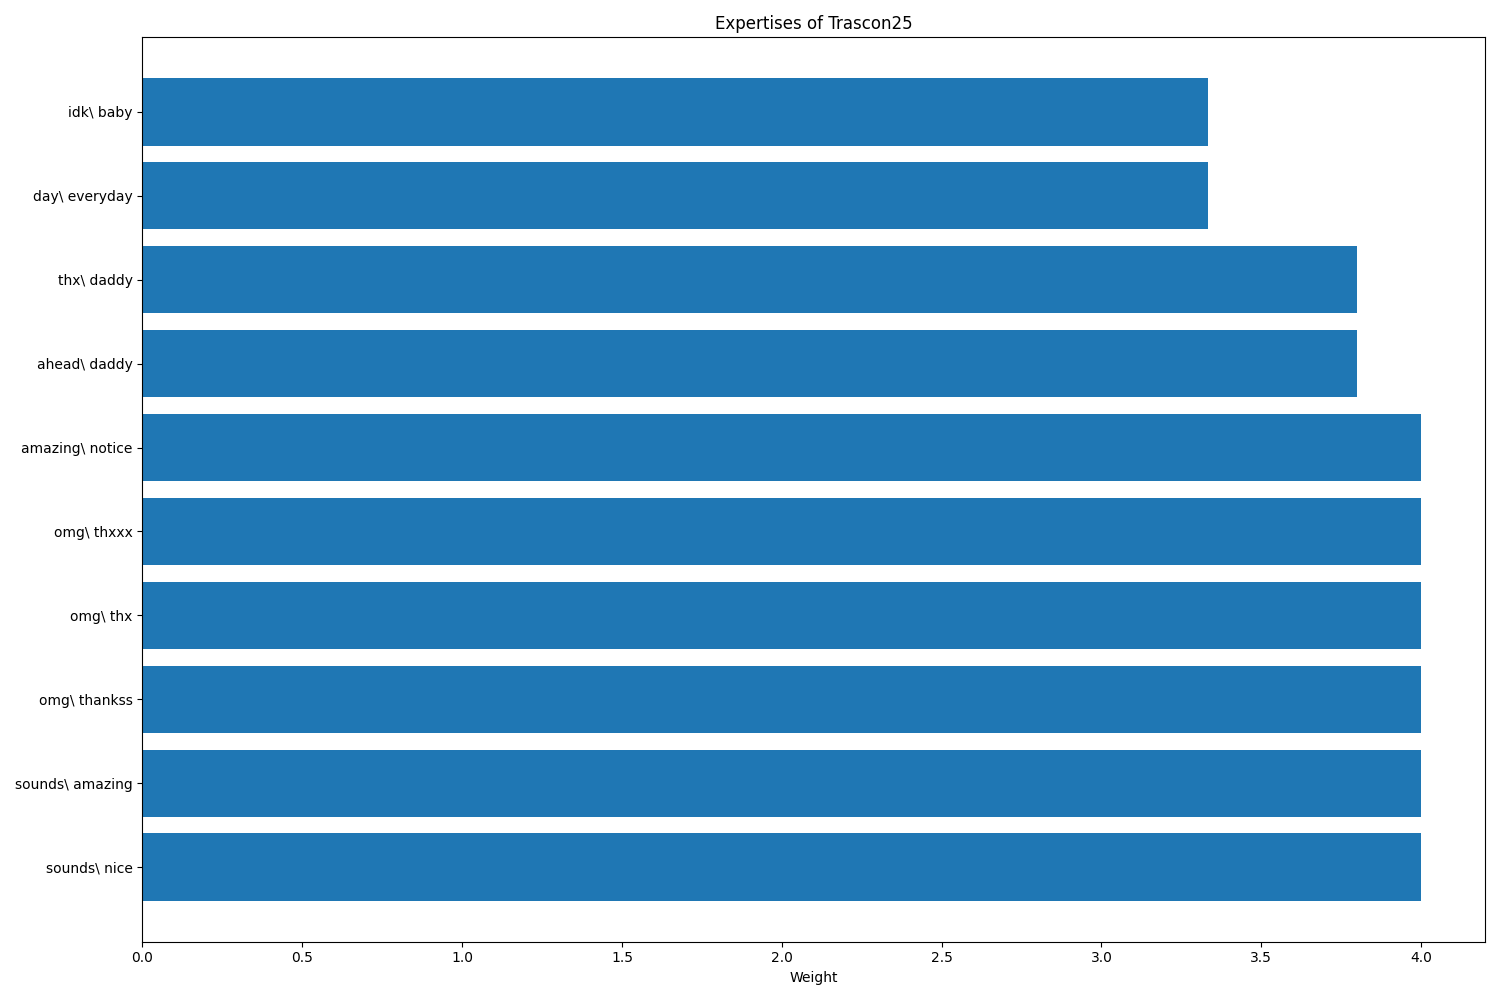 Expertises of Trascon25
idk\ baby
day\ everyday
thx\ daddy
ahead\ daddy
amazing\ notice
omg\ thxxx
omg\ thx
omg\ thankss
sounds\ amazing
sounds\ nice
0.0 0.5 1.0 1.5 2.0 2.5 3.0 3.5 4.0
Weight